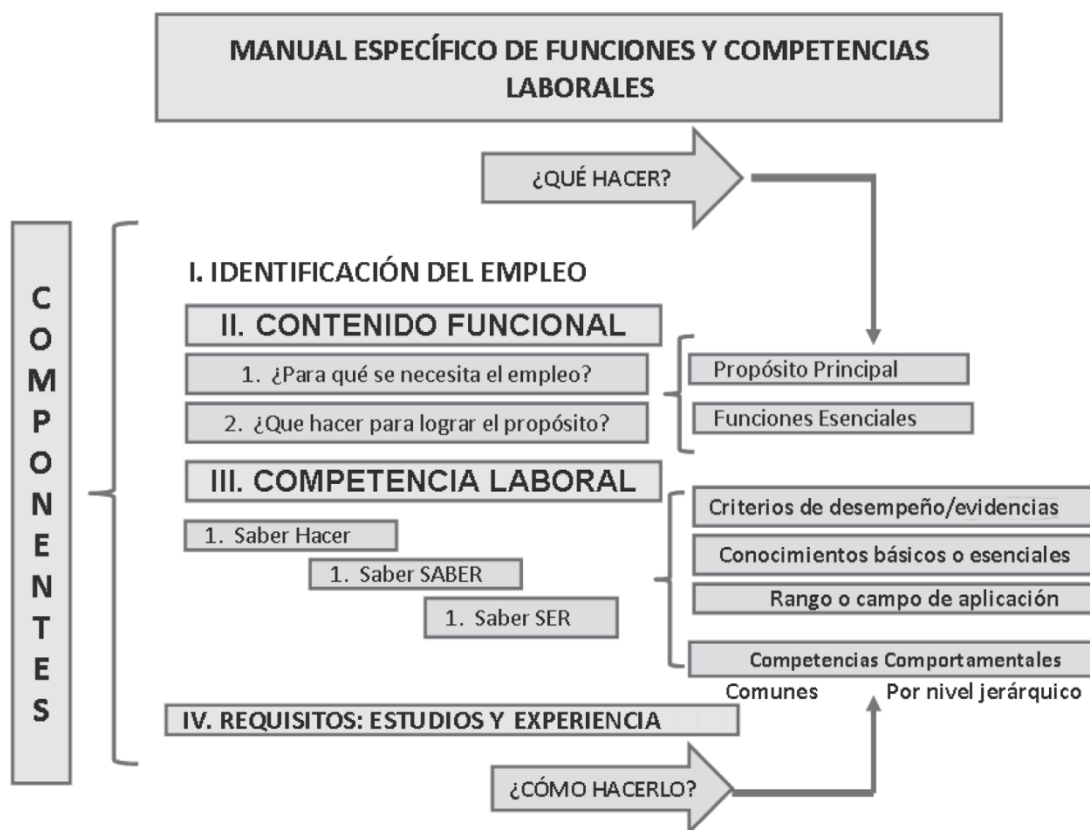 MANUAL ESPECÍFICO DE FUNCIONES Y COMPETENCIAS
LABORALES
¿QUÉ HACER?
COMPONENTES
I. IDENTIFICACIÓN DEL EMPLEO
II. CONTENIDO FUNCIONAL
1. ¿Para qué se necesita el empleo?
2. ¿Que hacer para lograr el propósito?
Propósito Principal
Funciones Esenciales
III. COMPETENCIA LABORAL
1. Saber Hacer
1. Saber SABER
1. Saber SER
Criterios de desempeño/evidencias
Conocimientos básicos o esenciales
Rango o campo de aplicación
Competencias Comportamentales
Comunes
Por nivel jerárquico
IV. REQUISITOS: ESTUDIOS Y EXPERIENCIA
¿CÓMO HACERLO?